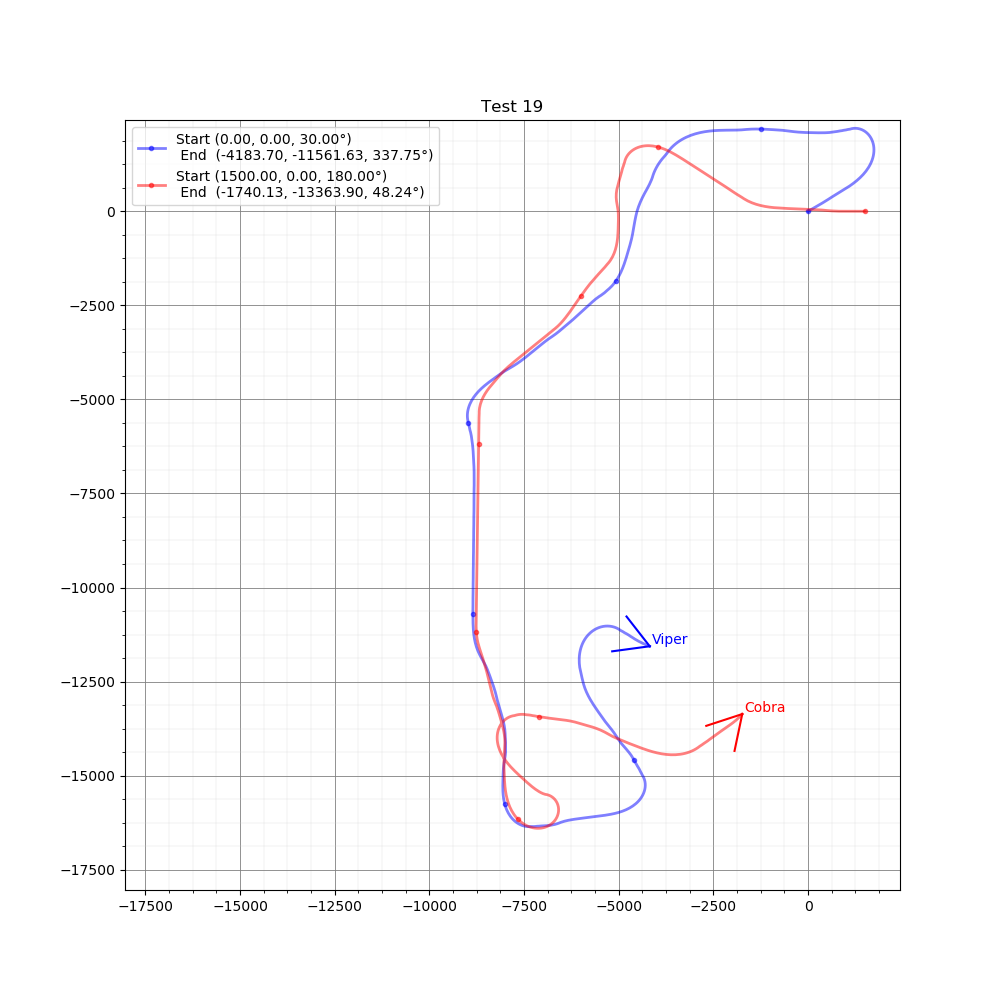 Test 19
Start (0.00, 0.00, 30.00°)
End  (-4183.70, -11561.63, 337.75°)
Start (1500.00, 0.00, 180.00°)
End  (-1740.13, -13363.90, 48.24°)
0
−2500
−5000
−7500
−10000
−12500
−15000
−17500
Viper
Cobra
−17500
−15000
−12500
−10000
−7500
−5000
−2500
0